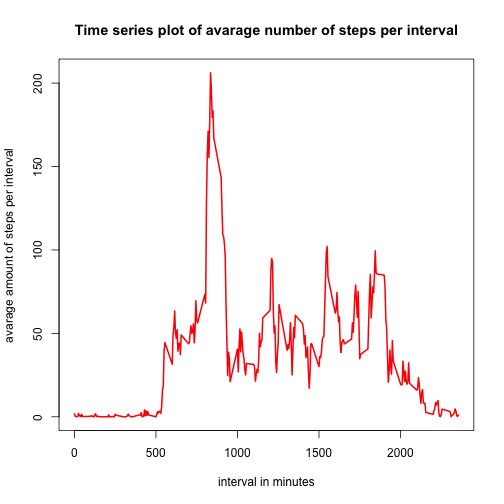 Time series plot of avarage number of steps per interval
avarage amount of steps per interval
200
150
100
50
0
0 500 1000 1500 2000
interval in minutes